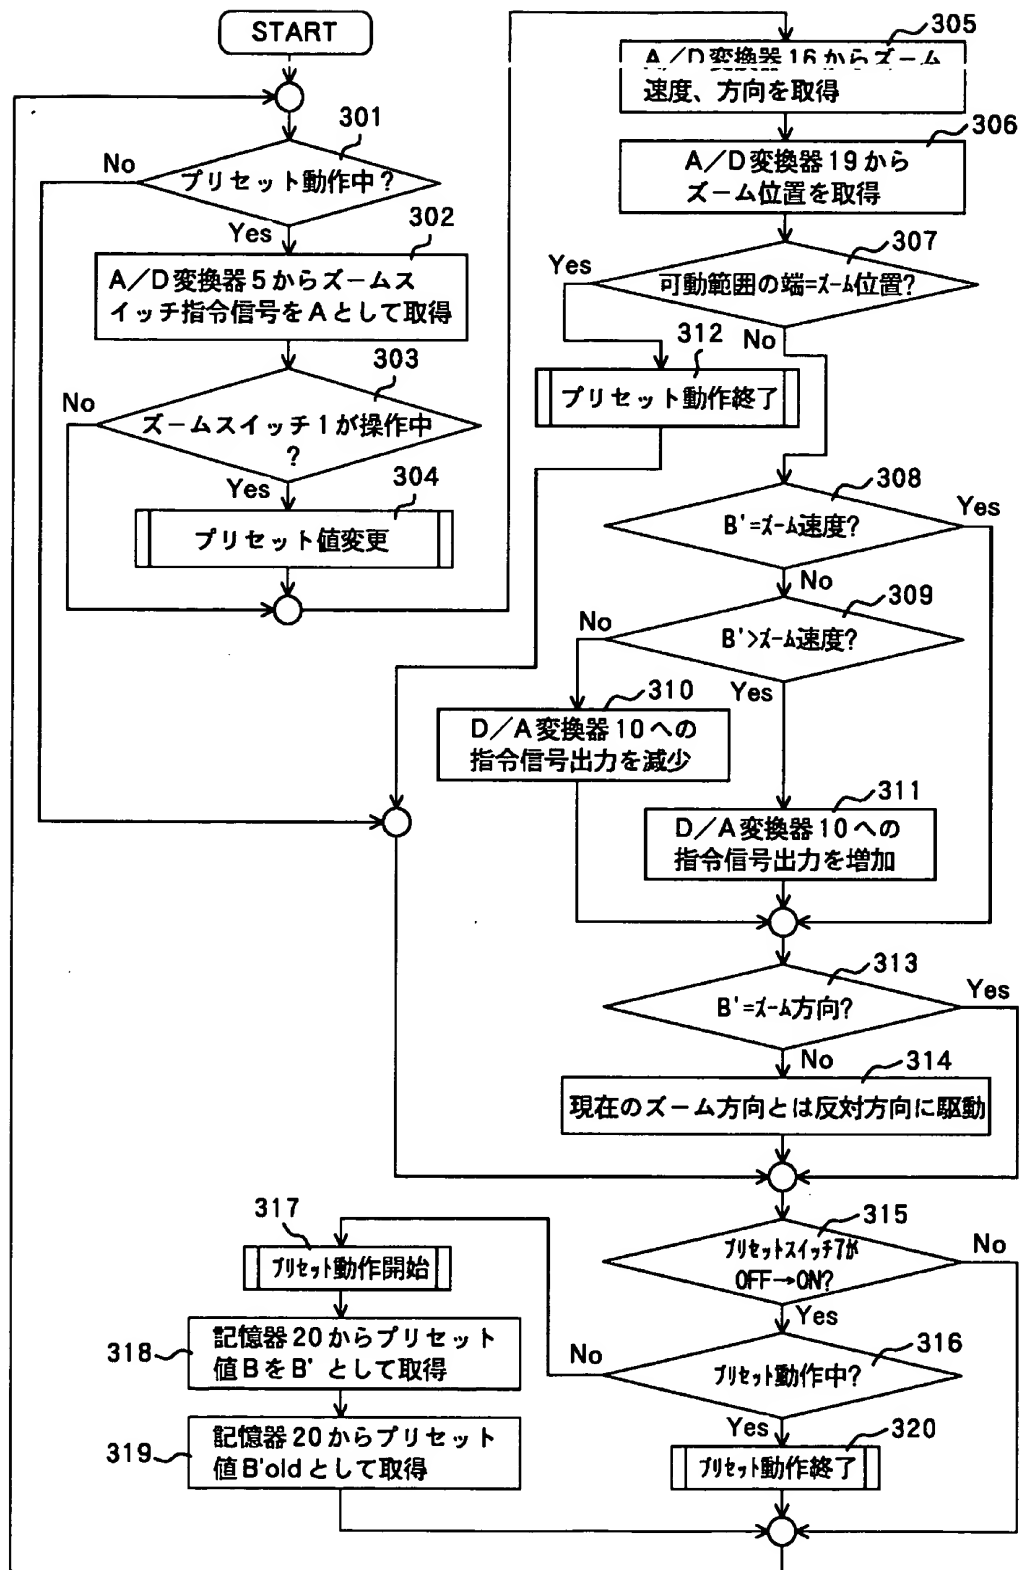 START
301
プリセット動作中?
No
Yes
302
A/D変換器5からズームス
イッチ指令信号をAとして取得
303
ズームスイッチ1が操作中
?
No
Yes
304
プリセット値変更
305
A/D変換器16からズーム
速度、方向を取得
306
A/D変換器19から
ズーム位置を取得
307
可動範囲の端=ズーム位置?
Yes
No
312
プリセット動作終了
308
B'=ズーム速度?
Yes
No
309
B'>ズーム速度?
No
Yes
310
D/A変換器10への
指令信号出力を減少
311
D/A変換器10への
指令信号出力を増加
313
B'=ズーム方向?
Yes
No
314
現在のズーム方向とは反対方向に駆動
315
プリセットスイッチ7が
OFF→ON?
No
Yes
316
プリセット動作中?
No
Yes
317
プリセット動作開始
318
記憶器20からプリセット
値BをB'として取得
319
記憶器20からプリセット
値B'oldとして取得
320
プリセット動作終了